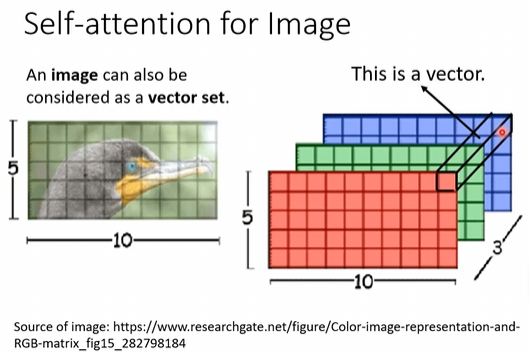 Self-attention for Image
An image can also be
considered as a vector set.
This is a vector.
5
10
5
10
3
Source of image: https://www.researchgate.net/figure/Color-image-representation-and-
RGB-matrix_fig15_282798184